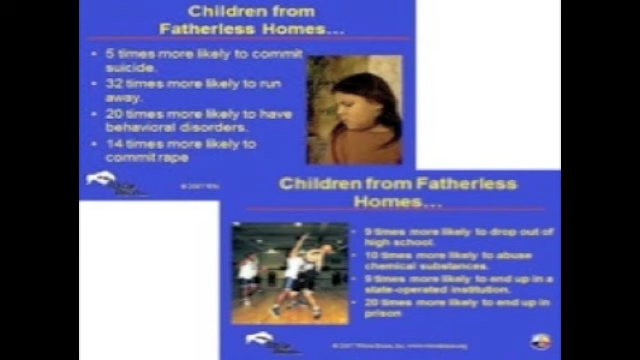 Children from
Fatherless Homes...
• 5 times more likely to commit
suicide.
• 32 times more likely to run
away.
• 20 times more likely to have
behavioral disorders.
• 14 times more likely to
commit rape
© 2007
Children from Fatherless
Homes...
• 9 times more likely to drop out of
high school.
• 10 times more likely to abuse
chemical substances.
• 9 times more likely to end up in a
state-operated institution.
• 20 times more likely to end up in
prison
© 2007